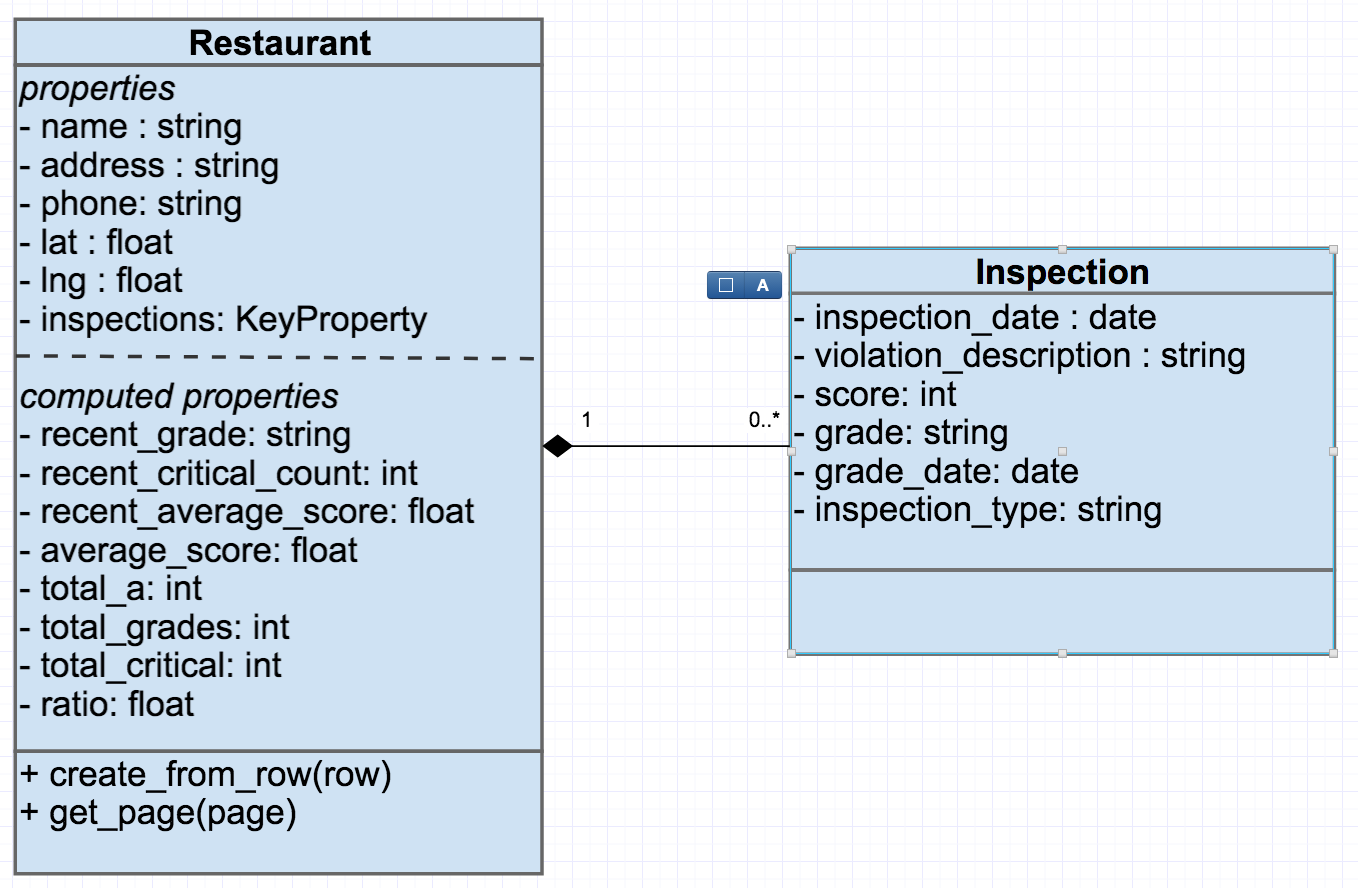 Restaurant
properties
- name : string
- address : string
- phone: string
- lat : float
- lng : float
- inspections: KeyProperty
computed properties
- recent_grade: string
- recent_critical_count: int
- recent_average_score: float
- average_score: float
- total_a: int
- total_grades: int
- total_critical: int
- ratio: float
+ create_from_row(row)
+ get_page(page)
1
0..*
A
Inspection
- inspection_date : date
- violation_description : string
- score: int
- grade: string
- grade_date: date
- inspection_type: string